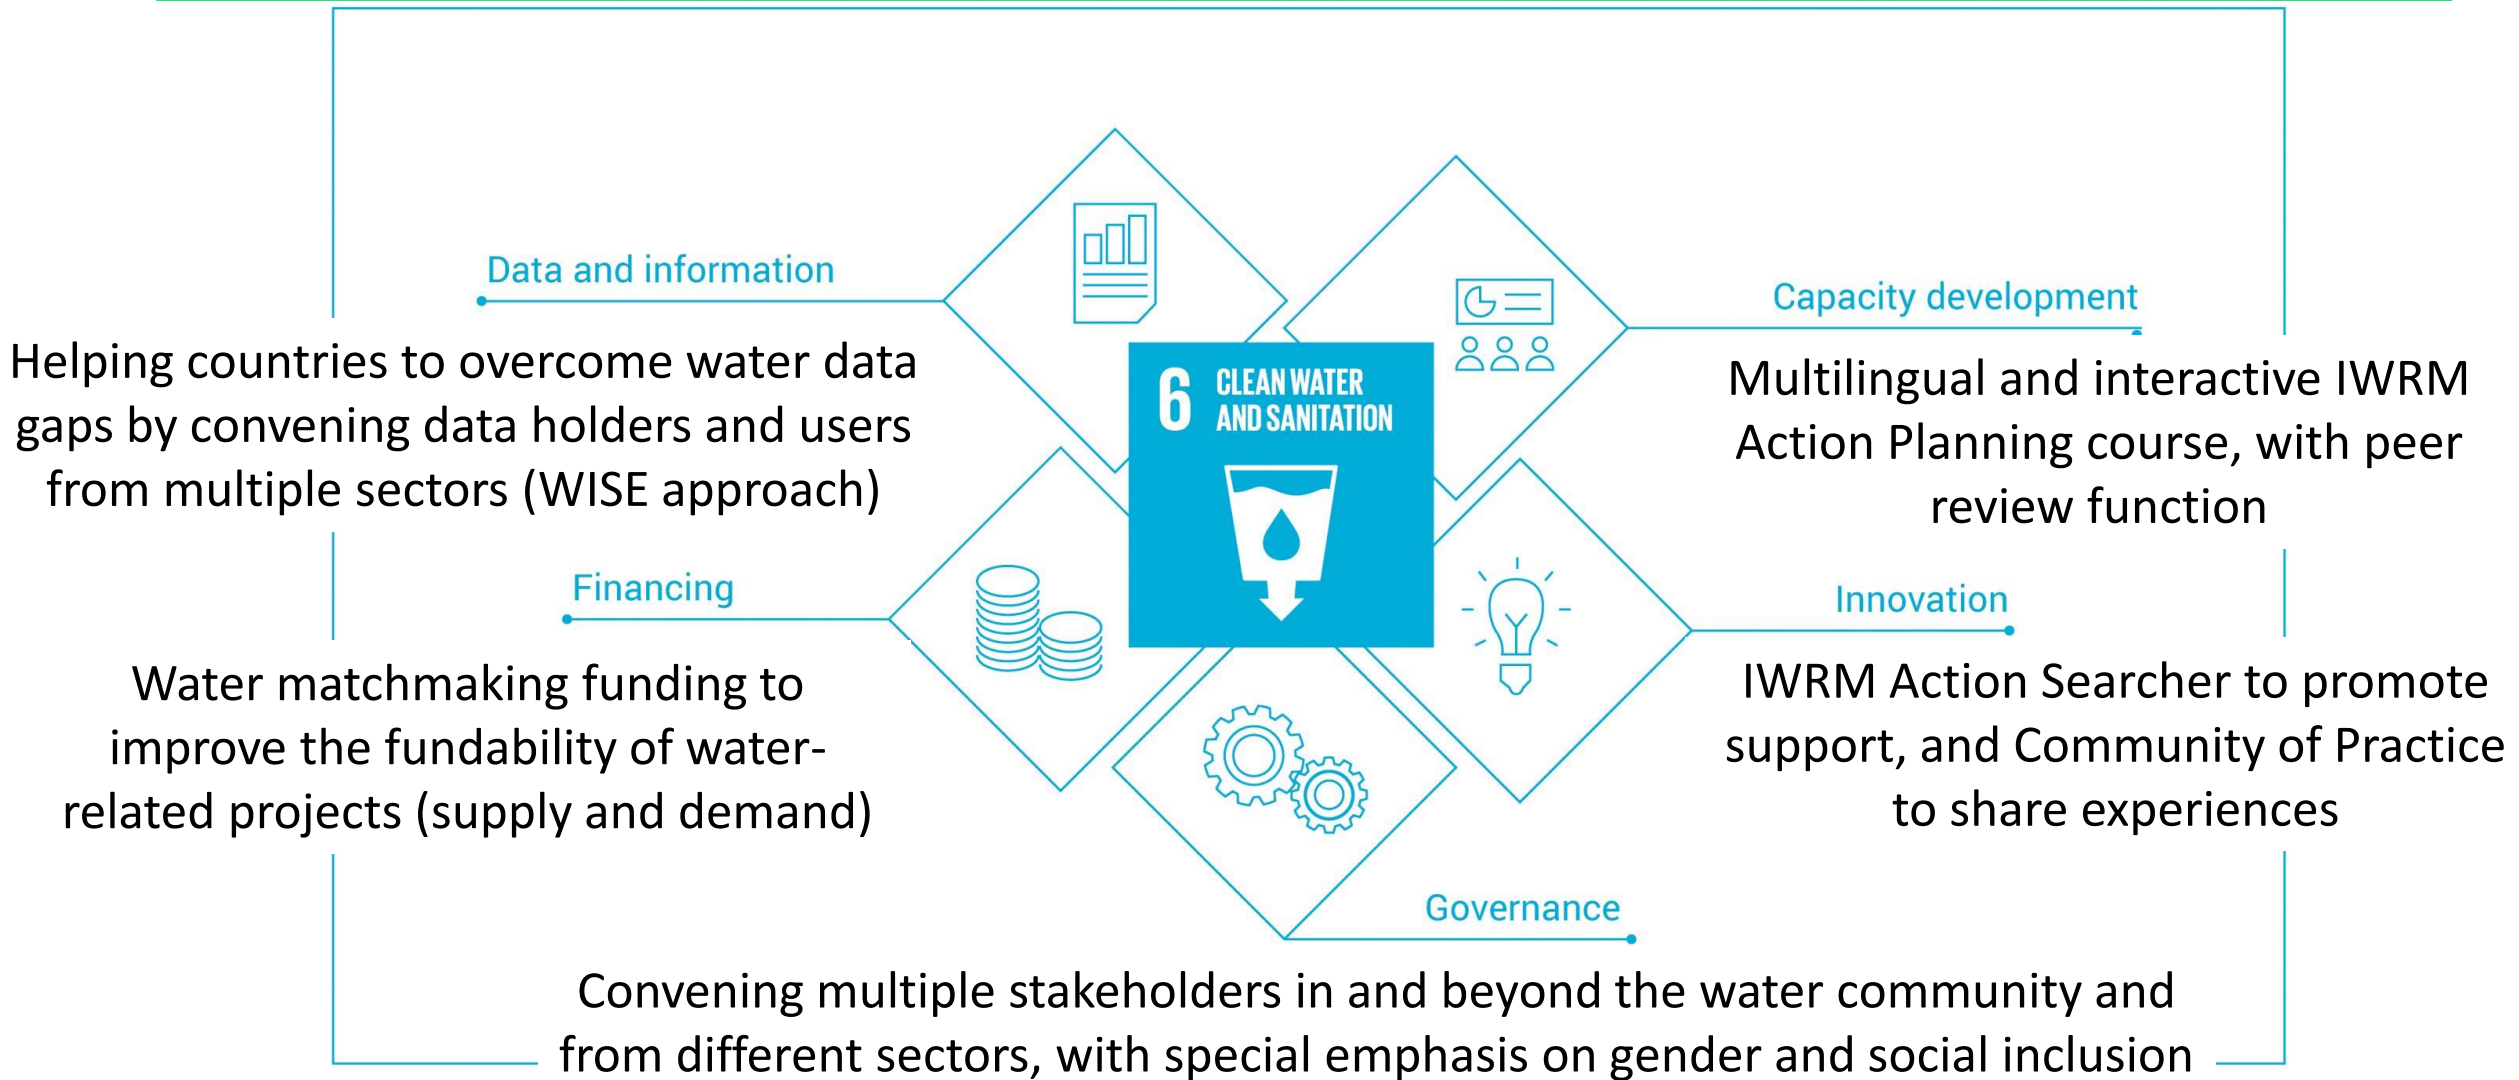 Data and information
Helping countries to overcome water data
gaps by convening data holders and users
from multiple sectors (WISE approach)
Capacity development
Multilingual and interactive IWRM
Action Planning course, with peer
review function
6 CLEAN WATER
AND SANITATION
Financing
Water matchmaking funding to
improve the fundability of water-
related projects (supply and demand)
Innovation
IWRM Action Searcher to promote
support, and Community of Practice
to share experiences
Governance
Convening multiple stakeholders in and beyond the water community and
from different sectors, with special emphasis on gender and social inclusion